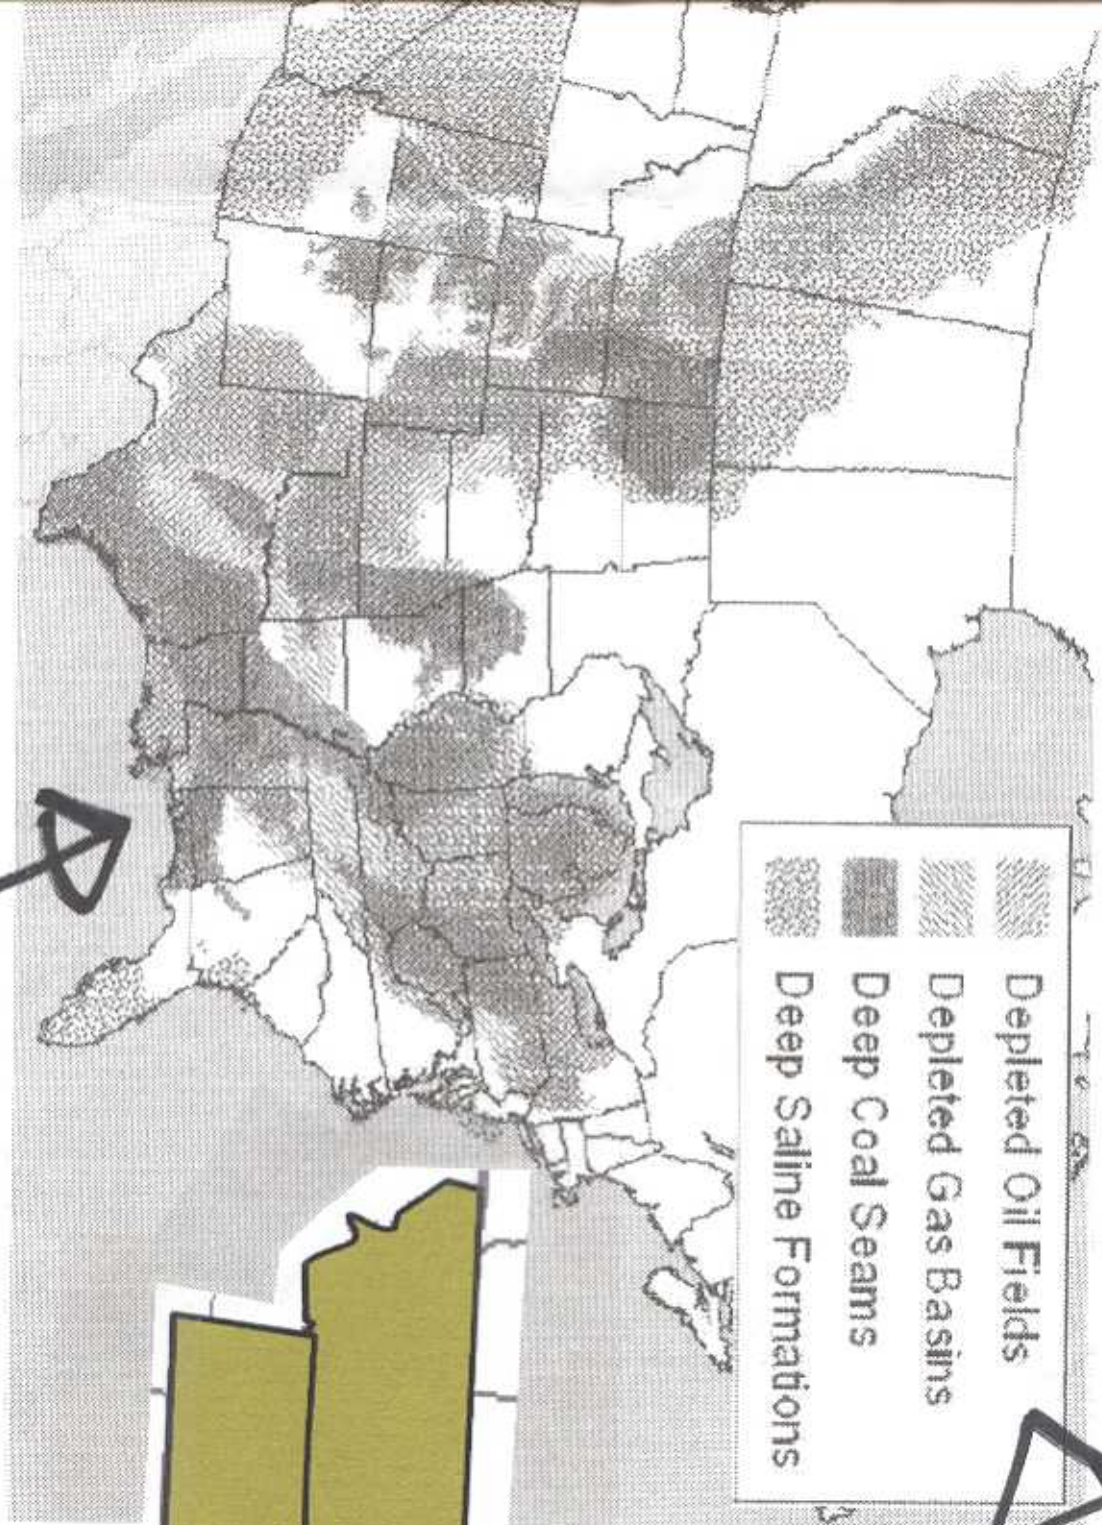 Depleted Oil Fields
Depleted Gas Basins
Deep Coal Seams
Deep Saline Formations